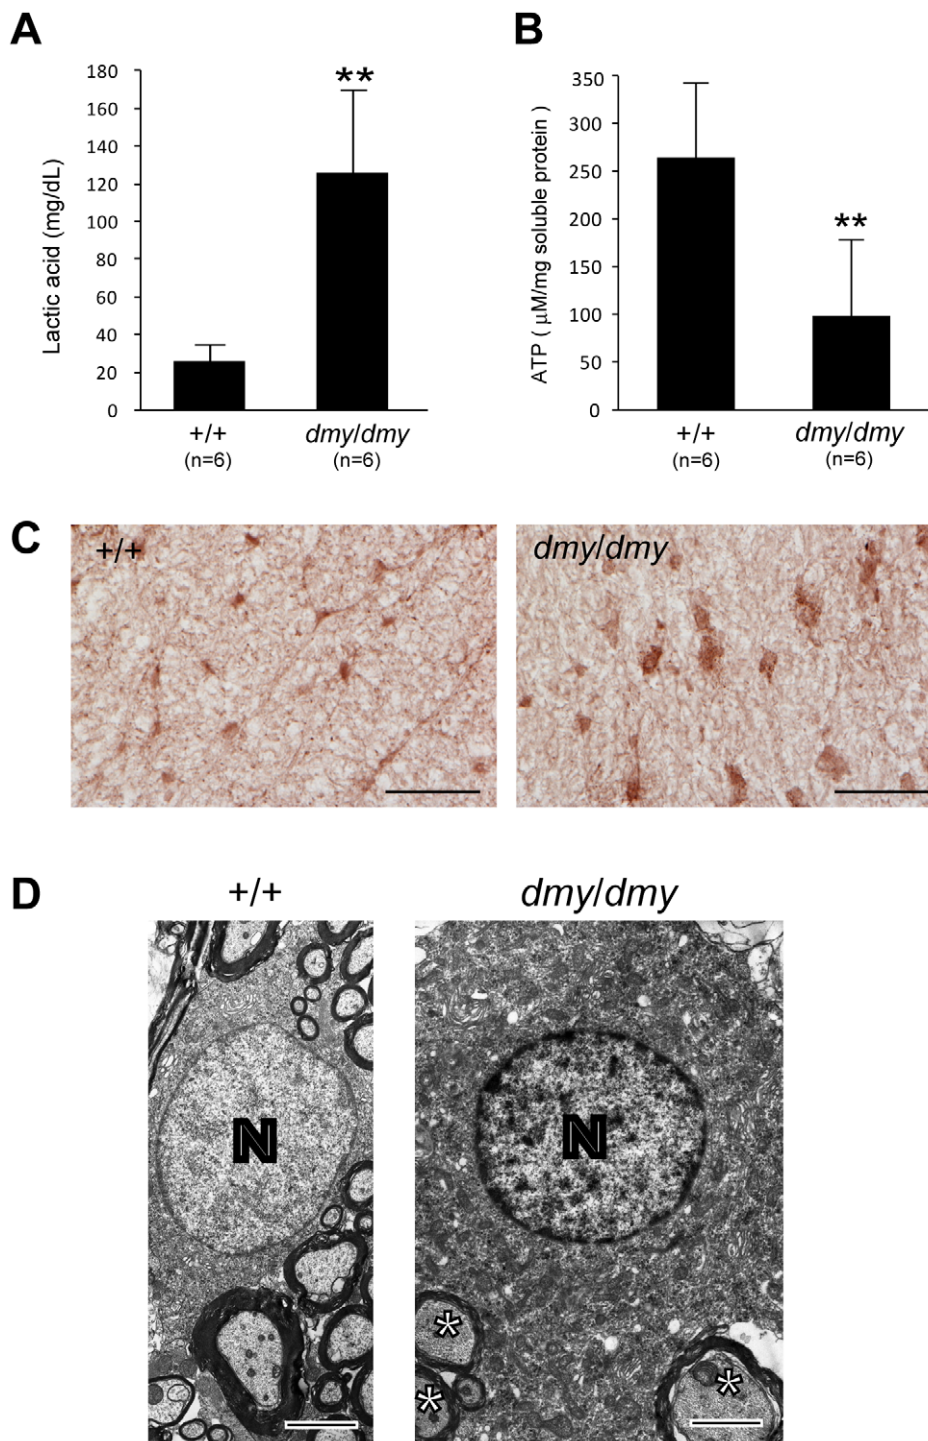 A
180
160
140
120
100
80
60
40
20
0
Lactic acid (mg/dL)
**
+/+
(n=6)
dmy/dmy
(n=6)
B
350
300
250
200
150
100
50
0
ATP ( μM/mg soluble protein )
**
+/+
(n=6)
dmy/dmy
(n=6)
C
+/+
dmy/dmy
D
+/+
dmy/dmy
N
N
*
*
*